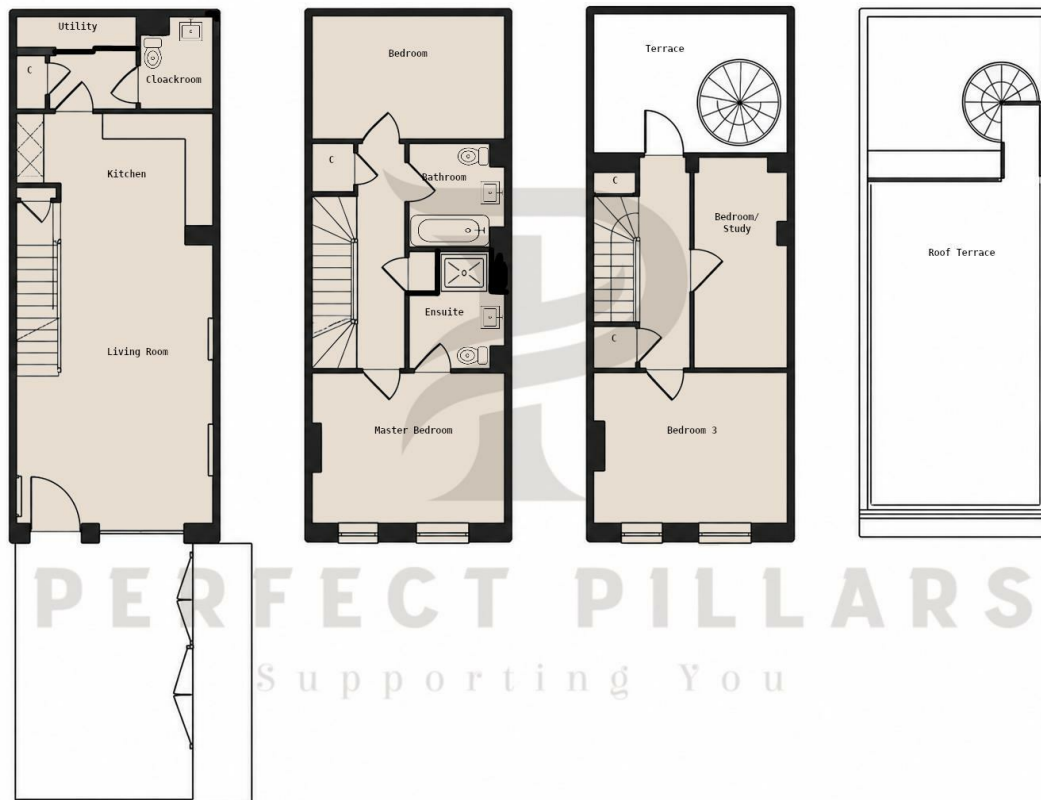 Utility
C
Cloackroom
Kitchen
Living Room
Bedroom
C
Bathroom
Ensuite
Master Bedroom
Terrace
C
Bedroom/
Study
C
Bedroom 3
Roof Terrace
PERFECT PILLARS
Supporting You